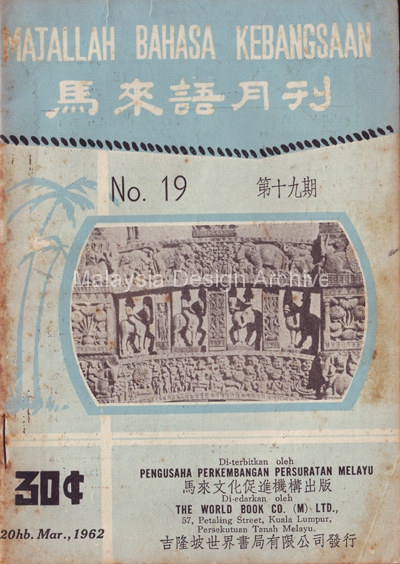 MATALLAH BAHASA KEBANGSAAN
馬來語月刊
No. 19 第十九期
Malaysia Design Archive
Di-terbitkan oleh
PENGUSAHA PERKEMBANGAN PERSURATAN MELAYU
馬來文化促進機構出版
Di-edarkan oleh
THE WORLD BOOK CO. (M) LTD.,
57, Petaling Street, Kuala Lumpur,
Persekutuan Tanah Melayu.
吉隆坡世界書局有限公司發行
30¢
20hb. Mar., 1962